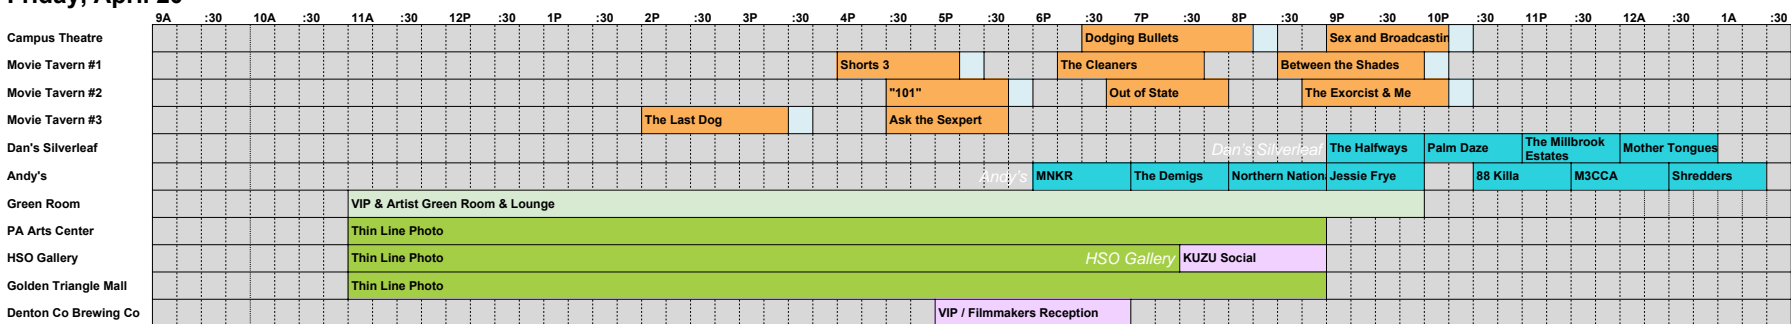 9A :30 10A :30 11A :30 12P :30 1P :30 2P :30 3P :30 4P :30 5P :30 6P :30 7P :30 8P :30 9P :30 10P :30 11P :30 12A :30 1A :30
Campus Theatre Dodging Bullets Sex and Broadcastin
Movie Tavern #1 Shorts 3 The Cleaners Between the Shades
Movie Tavern #2 "101" Out of State The Exorcist & Me
Movie Tavern #3 The Last Dog Ask the Sexpert
Dan's Silverleaf Dan's Silverleaf The Halfways Palm Daze The Millbrook Estates Mother Tongues
Andy's Andy's MNKR The Demigs Northern Nationa Jessie Frye 88 Killa M3CCA Shredders
Green Room VIP & Artist Green Room & Lounge
PA Arts Center Thin Line Photo
HSO Gallery Thin Line Photo HSO Gallery KUZU Social
Golden Triangle Mall Thin Line Photo
Denton Co Brewing Co VIP / Filmmakers Reception